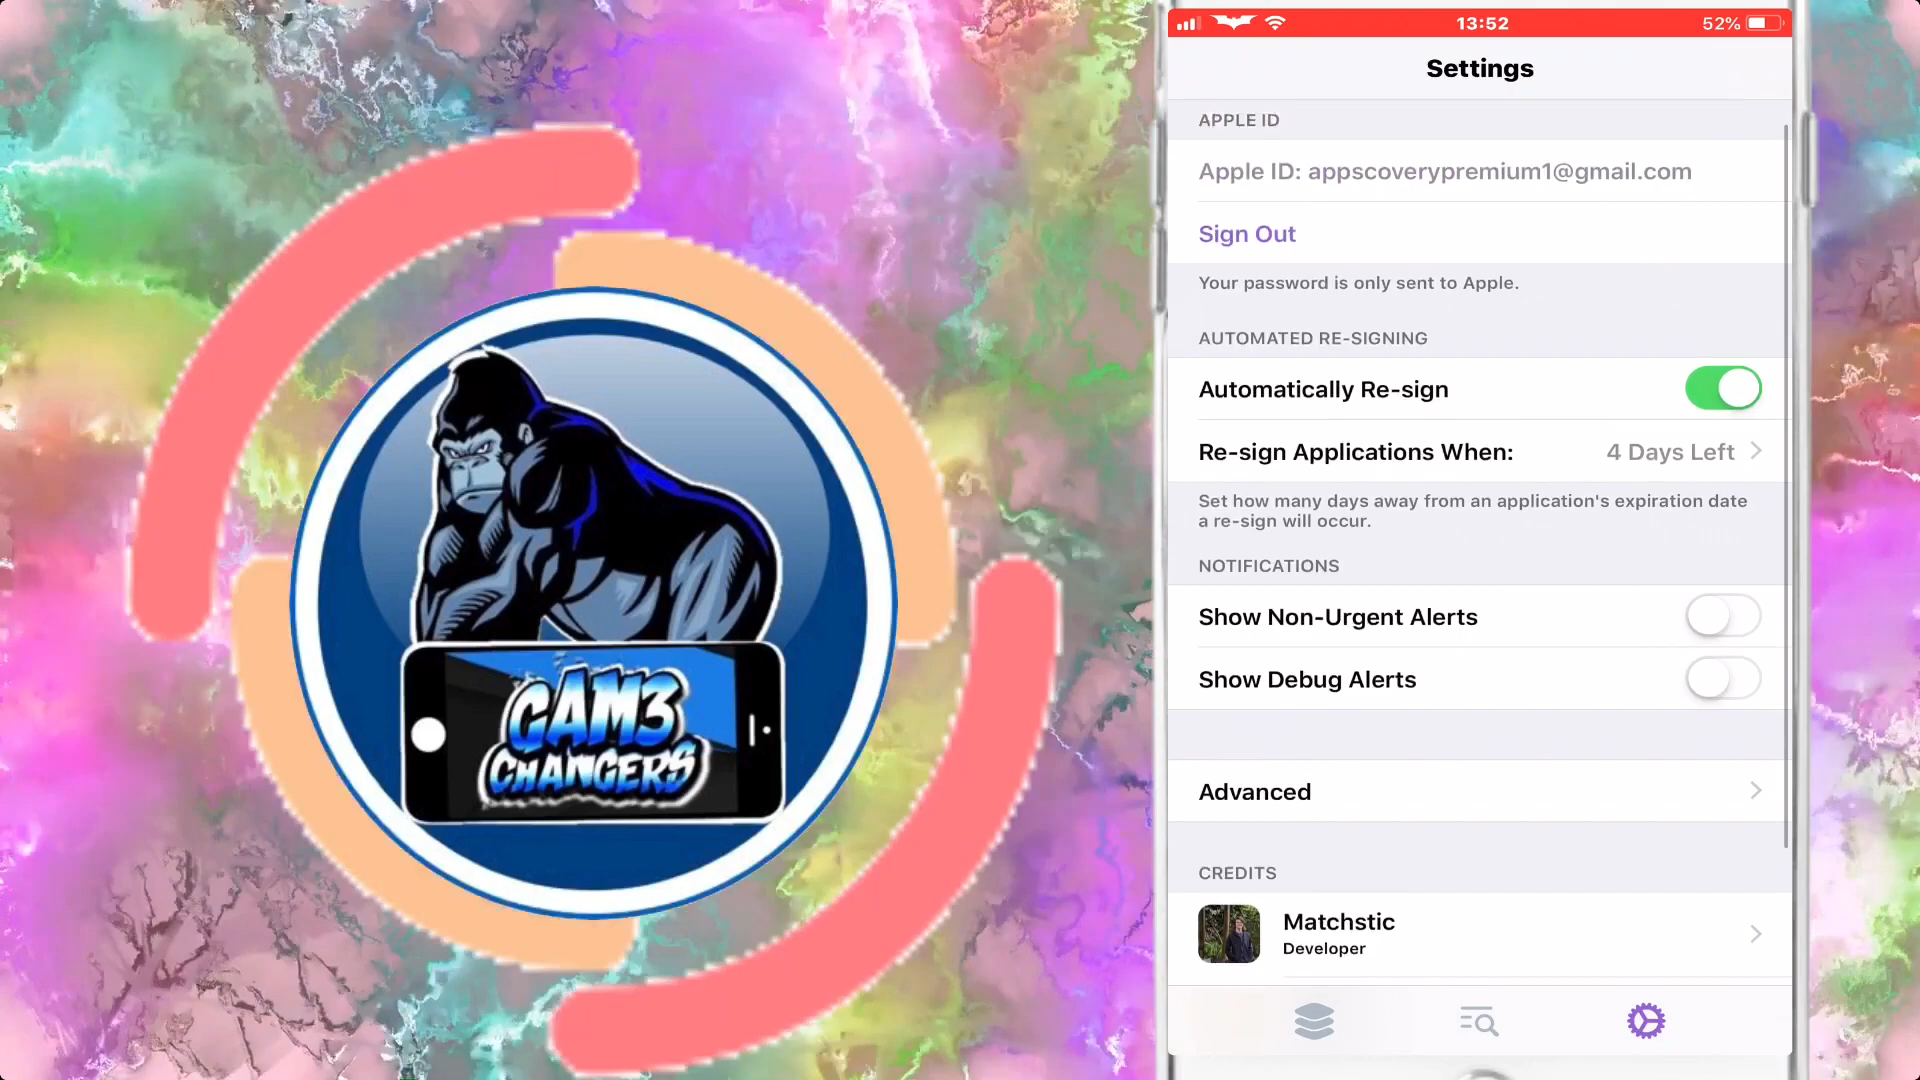 GAM3
CHANGERS
13:52
52%
Settings
APPLE ID
Apple ID: appscoverypremium1@gmail.com
Sign Out
Your password is only sent to Apple.
AUTOMATED RE-SIGNING
Automatically Re-sign
Re-sign Applications When: 4 Days Left
Set how many days away from an application's expiration date
a re-sign will occur.
NOTIFICATIONS
Show Non-Urgent Alerts
Show Debug Alerts
Advanced
CREDITS
Matchstic
Developer